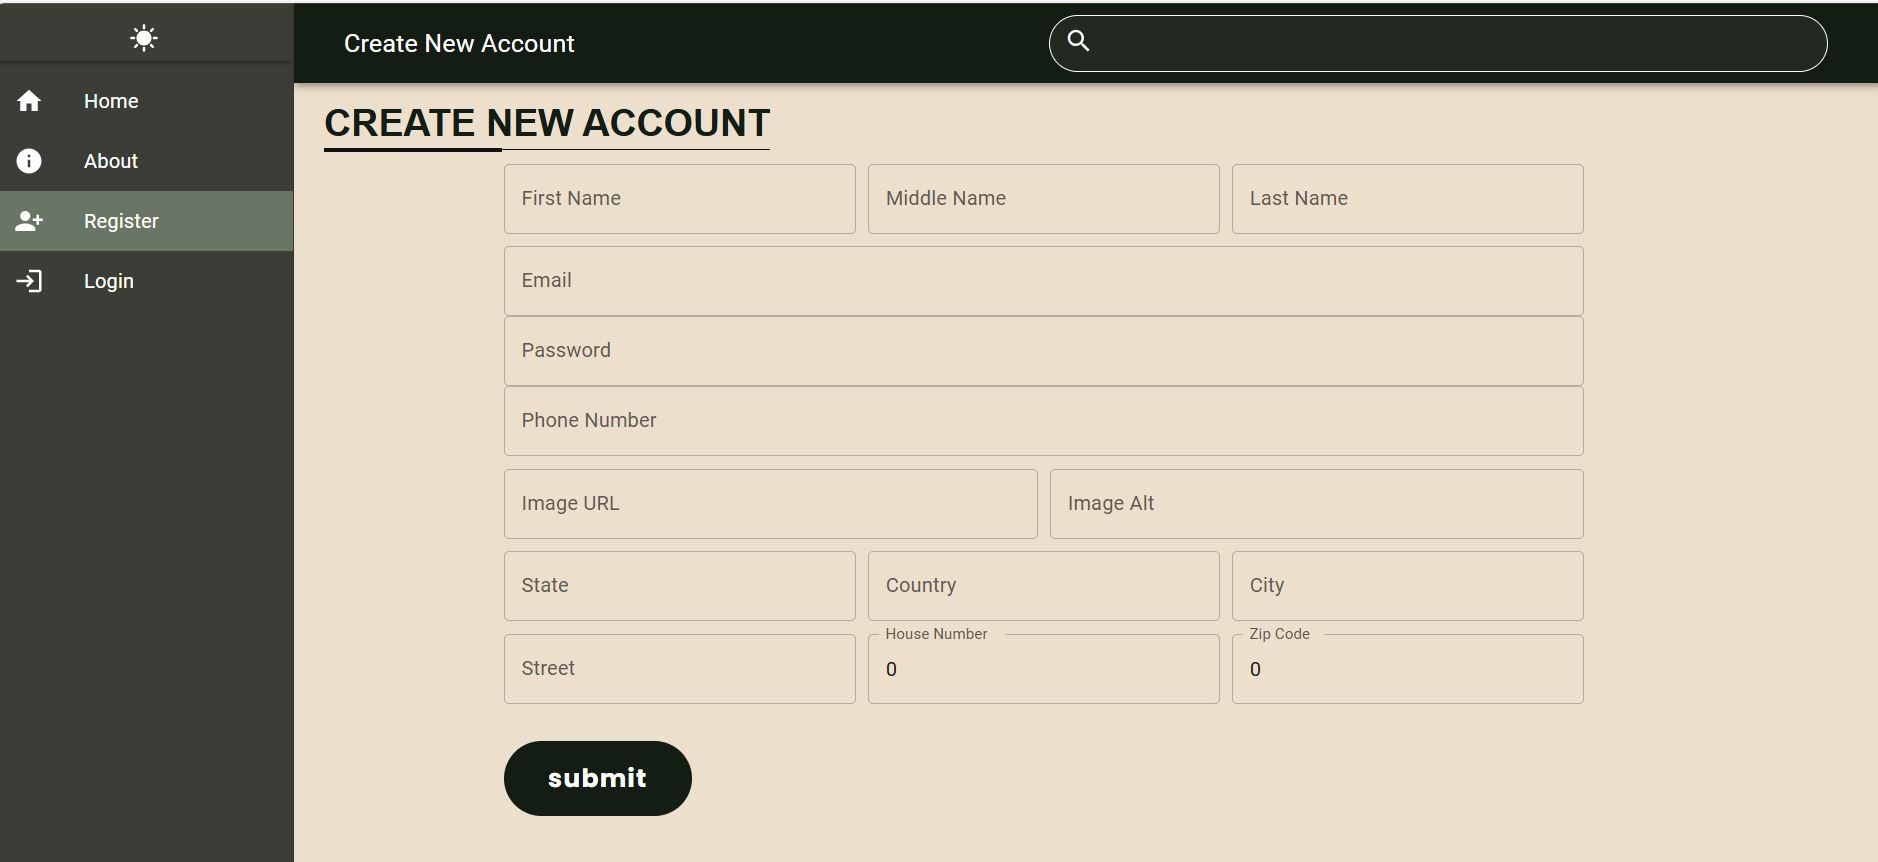 Create New Account
Home
About
Register
Login
CREATE NEW ACCOUNT
First Name
Middle Name
Last Name
Email
Password
Phone Number
Image URL
Image Alt
State
Country
City
Street
House Number
0
Zip Code
0
submit